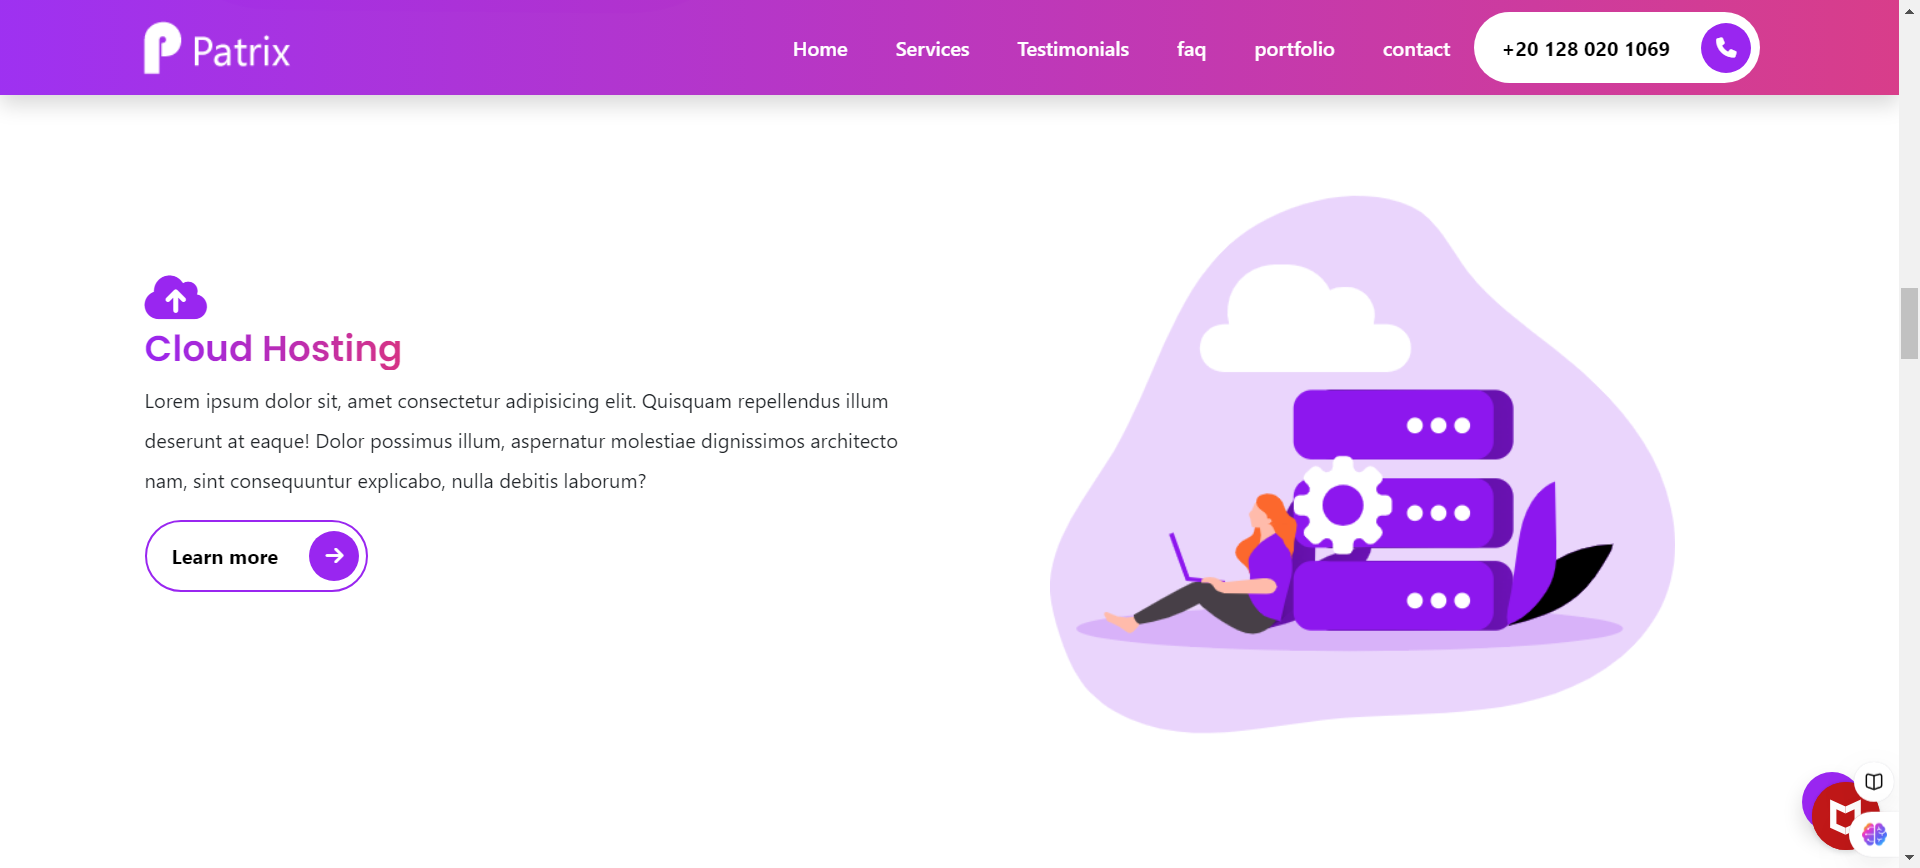 Patrix
Home Services Testimonials faq portfolio contact +20 128 020 1069
Cloud Hosting
Lorem ipsum dolor sit, amet consectetur adipisicing elit. Quisquam repellendus illum
deserunt at eaque! Dolor possimus illum, aspernatur molestiae dignissimos architecto
nam, sint consequuntur explicabo, nulla debitis laborum?
Learn more